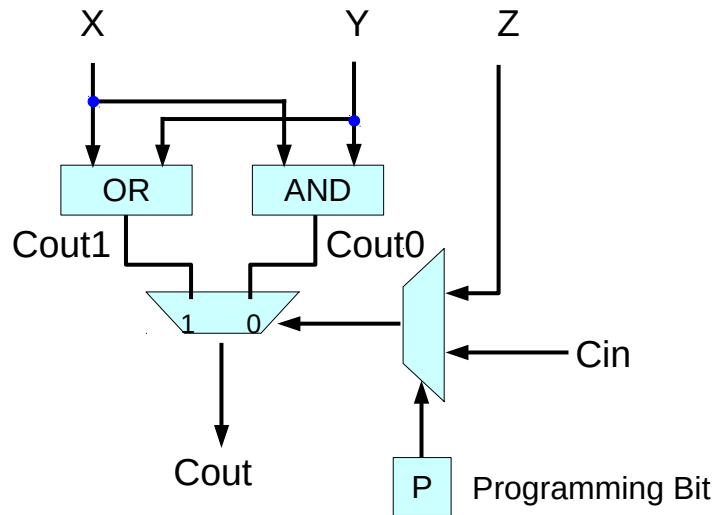 X Y Z
OR AND
Cout1 Cout0
1 0
Cin
Cout
P Programming Bit